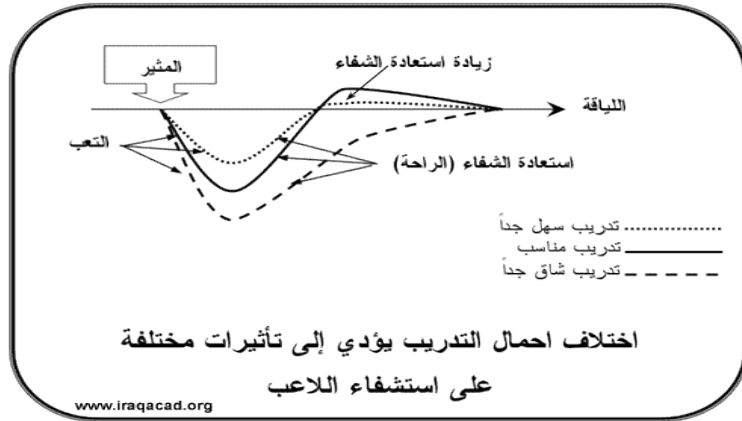 زيادة استعادة الشفاء
المثير
اللياقة
التعب
استعادة الشفاء (الراحة)
تدريب سهل جداً
تدريب مناسب
تدريب شاق جداً
اختلاف احمال التدريب يؤدي إلى تأثيرات مختلفة
على استشفاء اللاعب
www.iraqacad.org